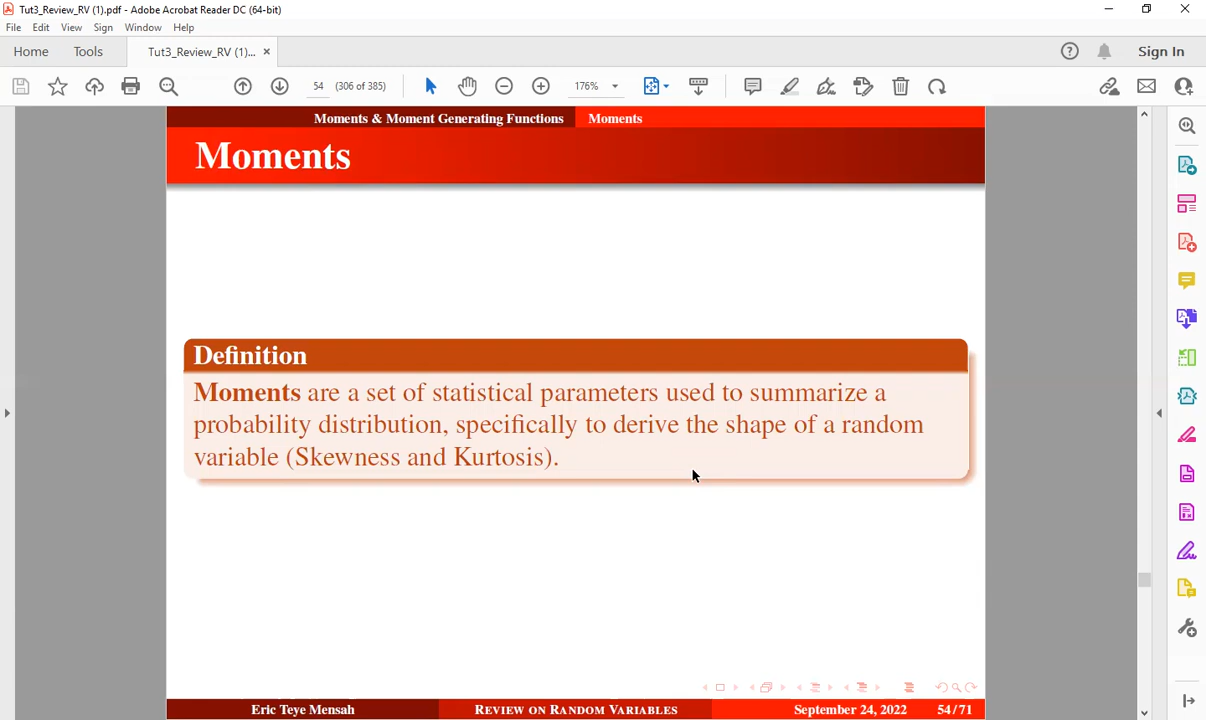 Tut3_Review_RV (1).pdf - Adobe Acrobat Reader DC (64-bit)
File Edit View Sign Window Help
Home Tools Tut3_Review_RV (1)... × Sign In
54 (306 of 385) 176%
Moments & Moment Generating Functions Moments
Moments
Definition
Moments are a set of statistical parameters used to summarize a
probability distribution, specifically to derive the shape of a random
variable (Skewness and Kurtosis).
Eric Teye Mensah REVIEW ON RANDOM VARIABLES September 24, 2022 54/71